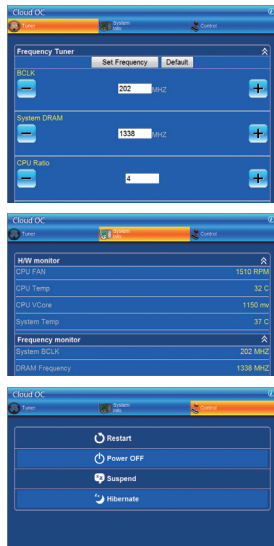 Cloud OC
Tuner
System Info
Control
Frequency Tuner
Set Frequency Default
BCLK
202 MHZ
System DRAM
1338 MHZ
CPU Ratio
4
Cloud OC
Tuner
System Info
Control
H/W monitor
CPU FAN 1510 RPM
CPU Temp 32 C
CPU VCore 1150 mv
System Temp 37 C
Frequency monitor
System BCLK 202 MHZ
DRAM Frequency 1338 MHZ
Cloud OC
Tuner
System Info
Control
Restart
Power OFF
Suspend
Hibernate